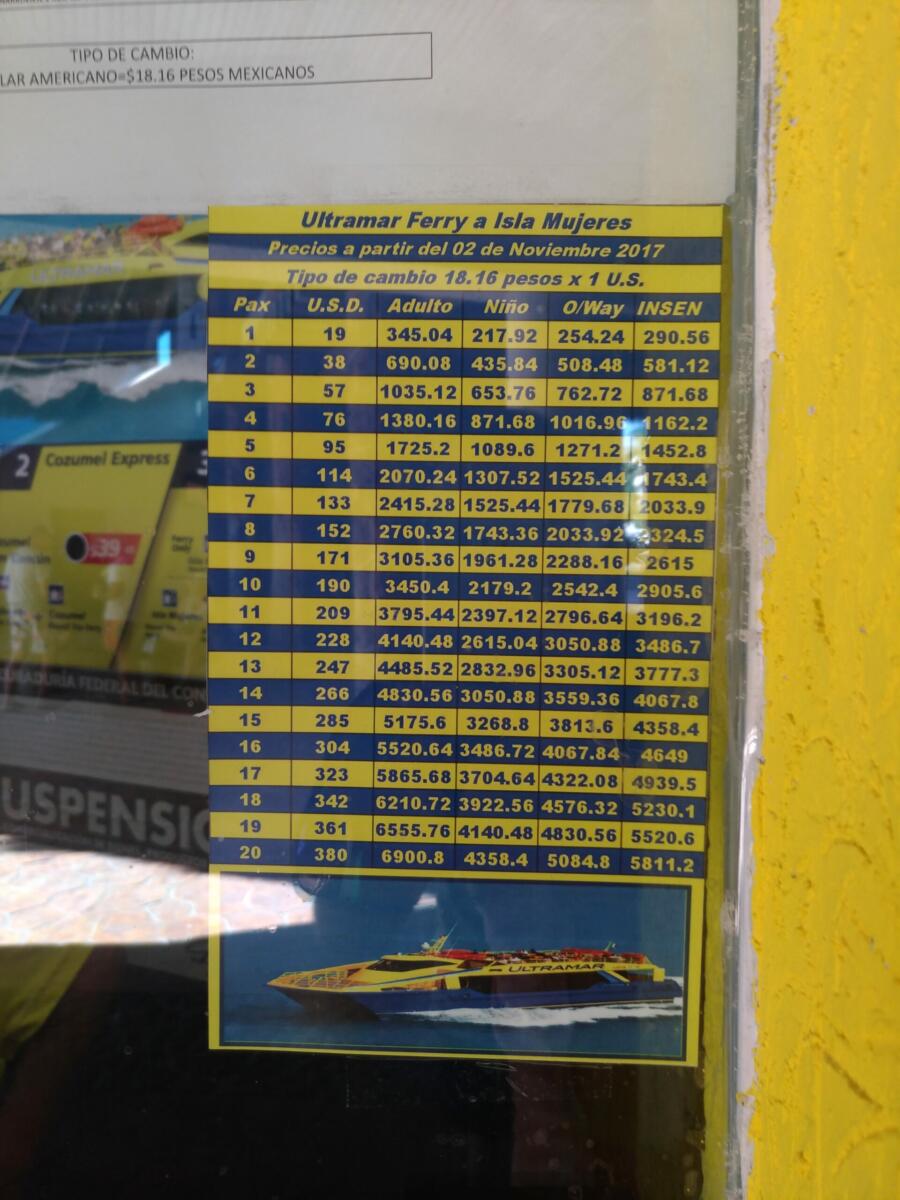 TIPO DE CAMBIO:
LAR AMERICANO=$18.16 PESOS MEXICANOS
Ultramar Ferry a Isla Mujeres
Precios a partir del 02 de Noviembre 2017
Tipo de cambio 18.16 pesos x 1 U.S.
Pax U.S.D. Adulto Niño O/Way INSEN
1 19 345.04 217.92 254.24 290.56
2 38 690.08 435.84 508.48 581.12
3 57 1035.12 653.76 762.72 871.68
4 76 1380.16 871.68 1016.96 1162.2
5 95 1725.2 1089.6 1271.2 1452.8
6 114 2070.24 1307.52 1525.44 1743.4
7 133 2415.28 1525.44 1779.68 2033.9
8 152 2760.32 1743.36 2033.92 2324.5
9 171 3105.36 1961.28 2288.16 2615
10 190 3450.4 2179.2 2542.4 2905.6
11 209 3795.44 2397.12 2796.64 3196.2
12 228 4140.48 2615.04 3050.88 3486.7
13 247 4485.52 2832.96 3305.12 3777.3
14 266 4830.56 3050.88 3559.36 4067.8
15 285 5175.6 3268.8 3813.6 4358.4
16 304 5520.64 3486.72 4067.84 4649
17 323 5865.68 3704.64 4322.08 4939.5
18 342 6210.72 3922.56 4576.32 5230.1
19 361 6555.76 4140.48 4830.56 5520.6
20 380 6900.8 4358.4 5084.8 5811.2
ULTRAMAR
ULTRAMAR
2 Cozumel Express 3
$39
Ferry
Only
FEDERAL DEL CON
USPENSIO